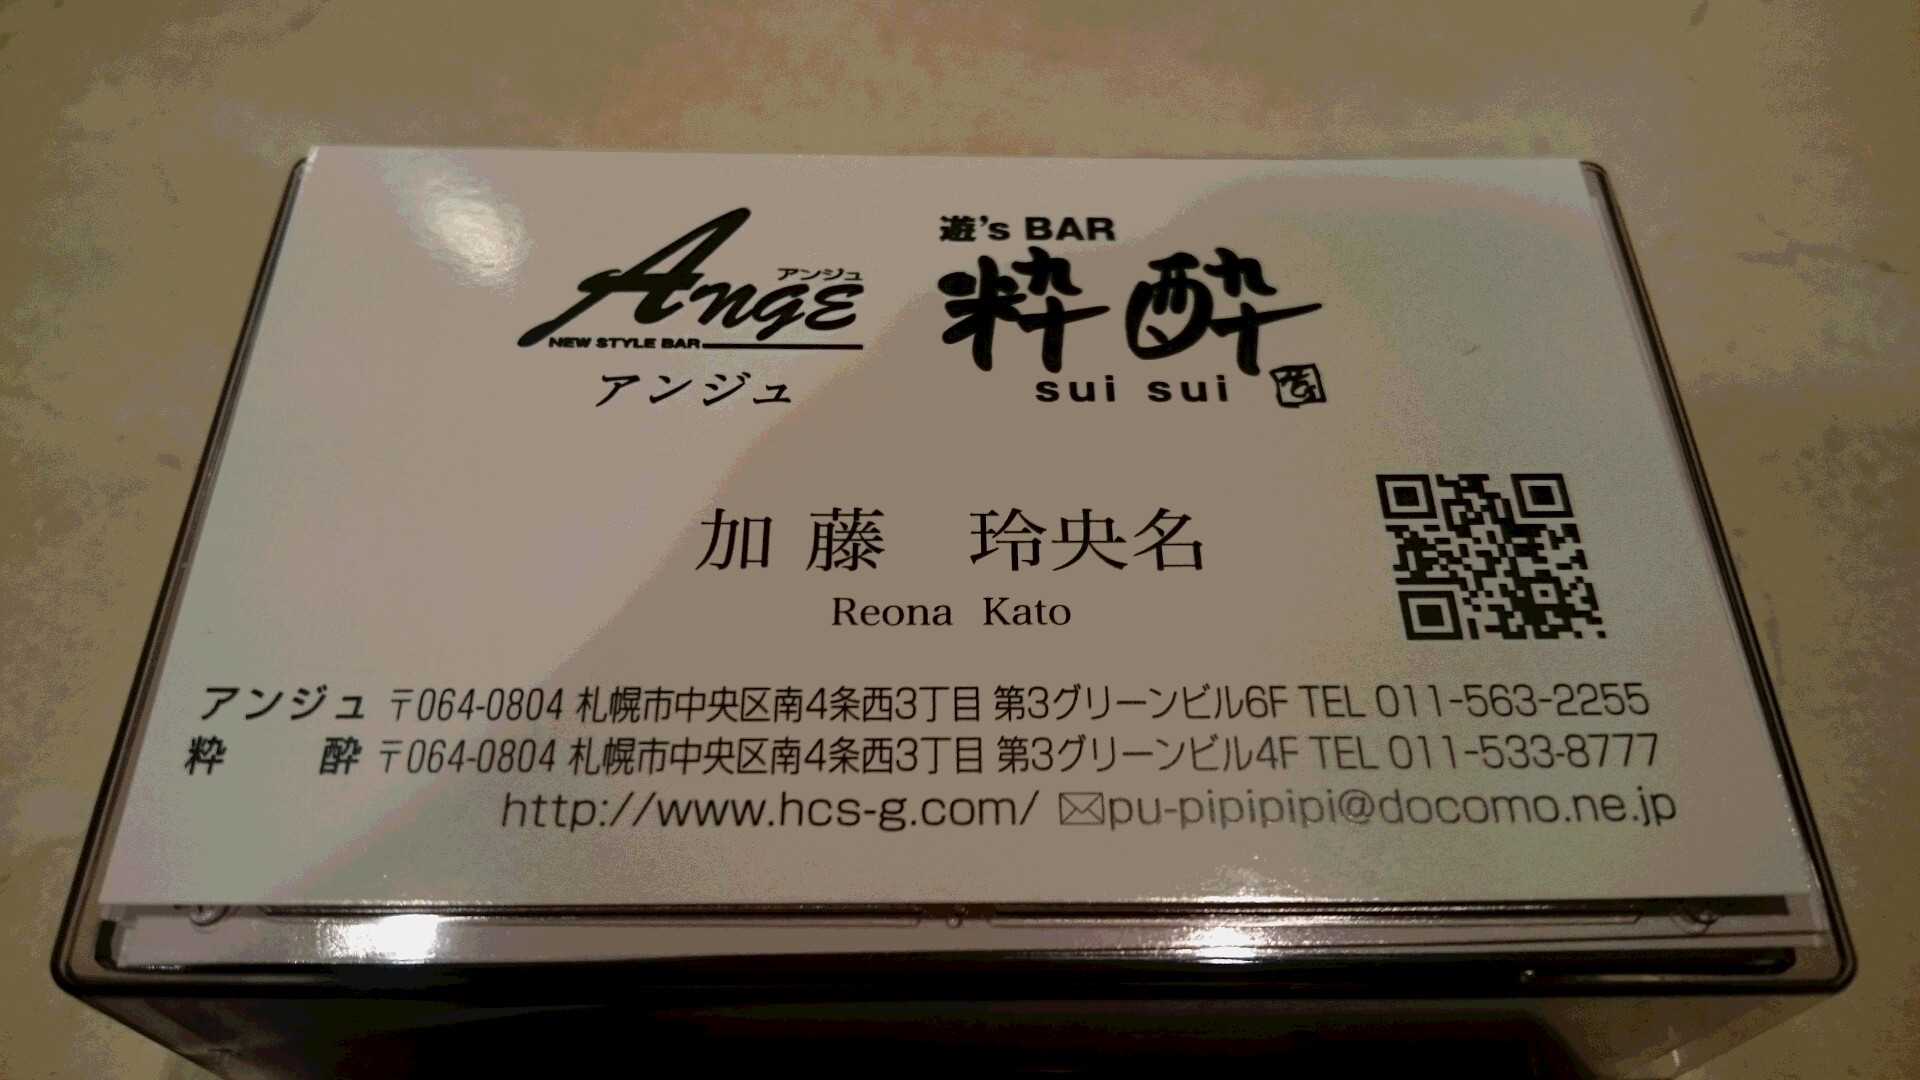 Ange
アンジュ
NEW STYLE BAR
アンジュ
遊's BAR
粋酔
sui sui
加藤 玲央名
Reona Kato
アンジュ 〒064-0804 札幌市中央区南4条西3丁目 第3グリーンビル6F TEL 011-563-2255
粋 酔 〒064-0804 札幌市中央区南4条西3丁目 第3グリーンビル4F TEL 011-533-8777
http://www.hcs-g.com/ ✉pu-pipipipi@docomo.ne.jp